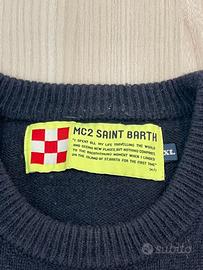 MC2 SAINT BARTH
"I SPENT ALL MY LIFE TRAVELLING THE WORLD
AND SEEING NEW PLACES, BUT NOTHING COMPARES
TO THE MOMENT WHEN I LANDED
ON THE ISLAND OF ST. BARTH FOR THE FIRST TIME"
XL
subito